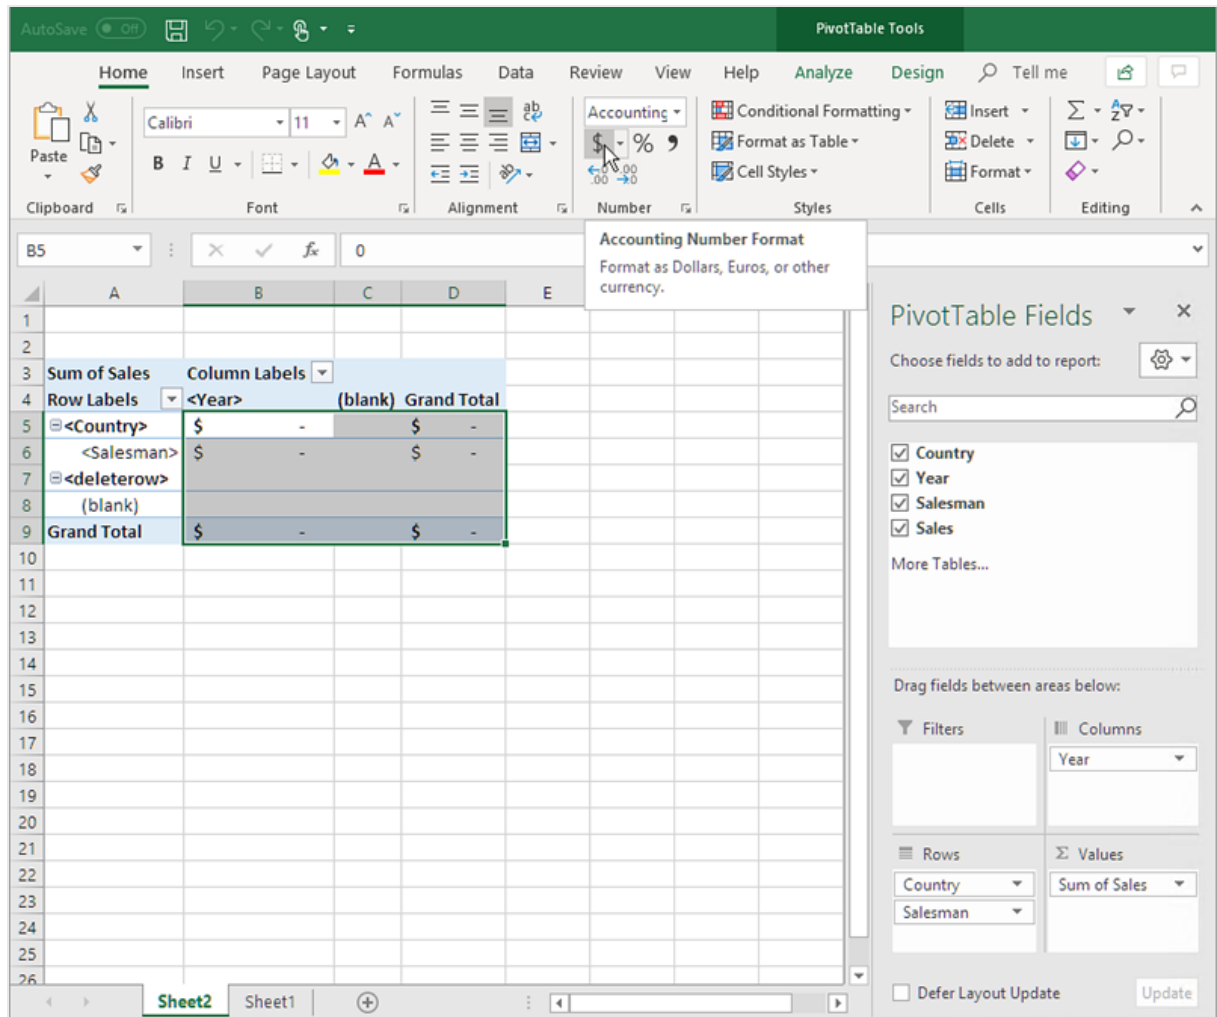 AutoSave Off PivotTable Tools
Home Insert Page Layout Formulas Data Review View Help Analyze Design Tell me
Paste
Calibri 11 A A
B I U A
ab
Accounting
$ % ,
.00 .00
Conditional Formatting
Format as Table
Cell Styles
Insert
Delete
Format
Σ
Clipboard Font Alignment Number Styles Cells Editing
B5 fx 0
Accounting Number Format
Format as Dollars, Euros, or other
currency.
A B C D E
1
2
3 Sum of Sales Column Labels
4 Row Labels <Year> (blank) Grand Total
5 <Country> $ - $ -
6 <Salesman> $ - $ -
7 <deleterow>
8 (blank)
9 Grand Total $ - $ -
10
11
12
13
14
15
16
17
18
19
20
21
22
23
24
25
26
Sheet2 Sheet1
PivotTable Fields
Choose fields to add to report:
Search
Country
Year
Salesman
Sales
More Tables...
Drag fields between areas below:
Filters
Columns
Year
Rows
Country
Salesman
Σ Values
Sum of Sales
Defer Layout Update Update